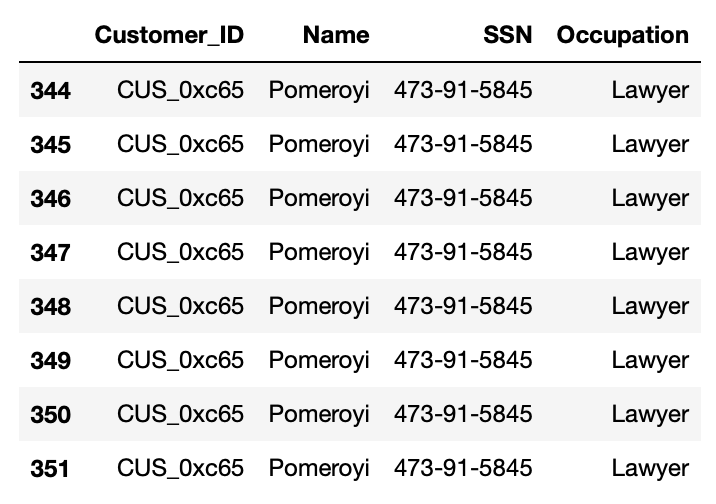 Customer_ID Name SSN Occupation
344 CUS_0xc65 Pomeroyi 473-91-5845 Lawyer
345 CUS_0xc65 Pomeroyi 473-91-5845 Lawyer
346 CUS_0xc65 Pomeroyi 473-91-5845 Lawyer
347 CUS_0xc65 Pomeroyi 473-91-5845 Lawyer
348 CUS_0xc65 Pomeroyi 473-91-5845 Lawyer
349 CUS_0xc65 Pomeroyi 473-91-5845 Lawyer
350 CUS_0xc65 Pomeroyi 473-91-5845 Lawyer
351 CUS_0xc65 Pomeroyi 473-91-5845 Lawyer